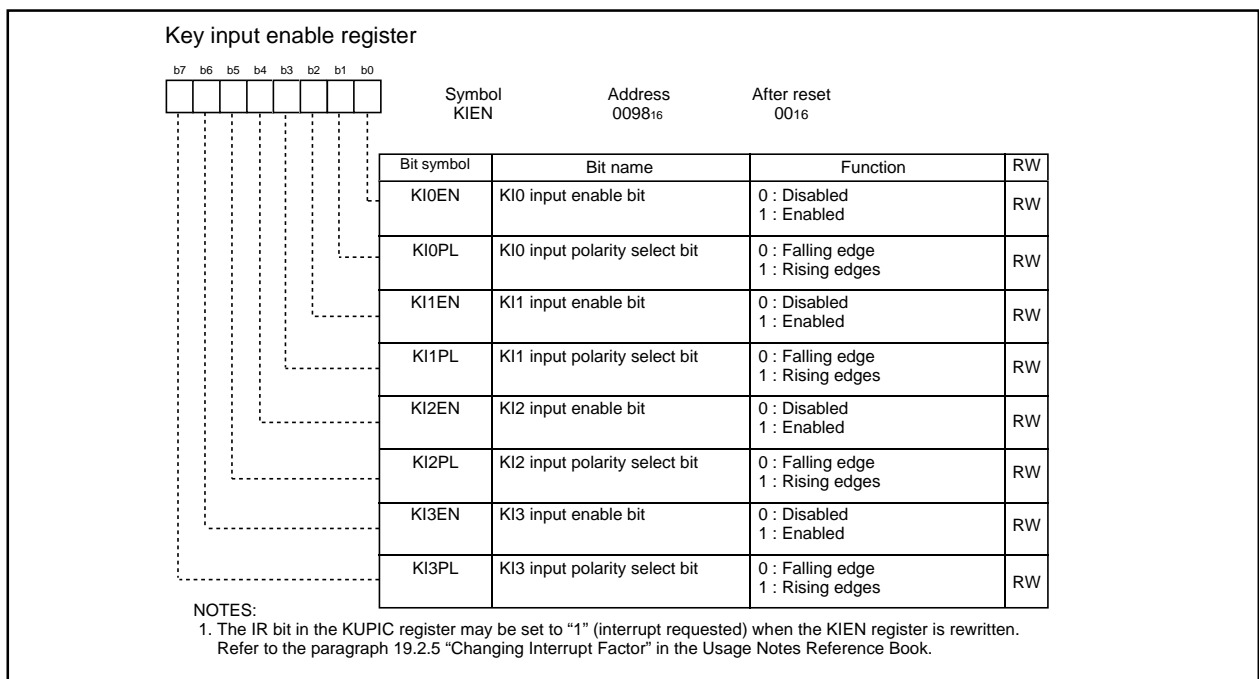 Key input enable register
b7 b6 b5 b4 b3 b2 b1 b0
Symbol Address After reset
KIEN 009816 0016
Bit symbol Bit name Function RW
KI0EN KI0 input enable bit 0 : Disabled
1 : Enabled RW
KI0PL KI0 input polarity select bit 0 : Falling edge
1 : Rising edges RW
KI1EN KI1 input enable bit 0 : Disabled
1 : Enabled RW
KI1PL KI1 input polarity select bit 0 : Falling edge
1 : Rising edges RW
KI2EN KI2 input enable bit 0 : Disabled
1 : Enabled RW
KI2PL KI2 input polarity select bit 0 : Falling edge
1 : Rising edges RW
KI3EN KI3 input enable bit 0 : Disabled
1 : Enabled RW
KI3PL KI3 input polarity select bit 0 : Falling edge
1 : Rising edges RW
NOTES:
1. The IR bit in the KUPIC register may be set to “1” (interrupt requested) when the KIEN register is rewritten.
Refer to the paragraph 19.2.5 “Changing Interrupt Factor” in the Usage Notes Reference Book.